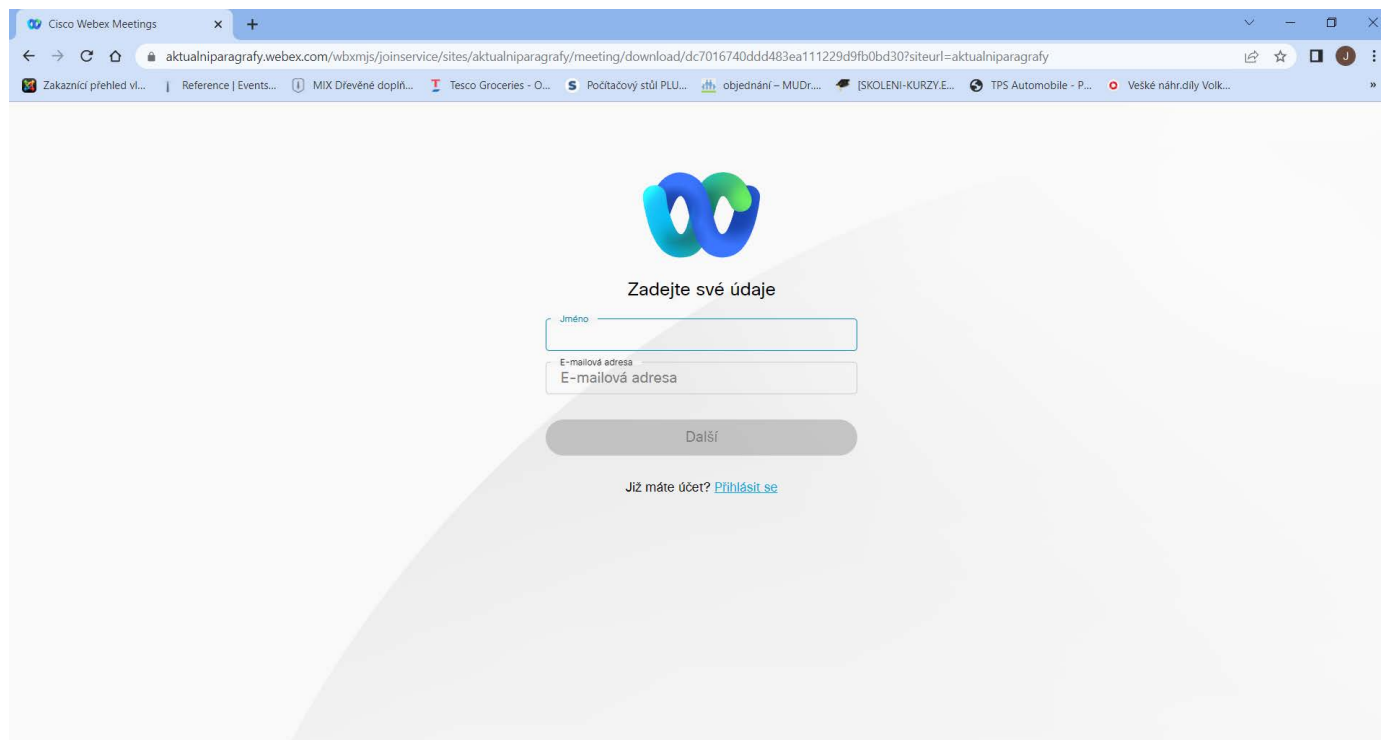 Cisco Webex Meetings
aktualniparagrafy.webex.com/wbxmjs/joinservice/sites/aktualniparagrafy/meeting/download/dc7016740ddd483ea111229d9fb0bd30?siteurl=aktualniparagrafy
J
Zakaznící přehled vl... Reference | Events... MIX Dřevěné doplň... Tesco Groceries - O... Počítačový stůl PLU... objednání – MUDr.... [SKOLENI-KURZY.E... TPS Automobile - P... Vešké náhr.díly Volk... »
Zadejte své údaje
Jméno
E-mailová adresa
E-mailová adresa
Další
Již máte účet? Přihlásit se